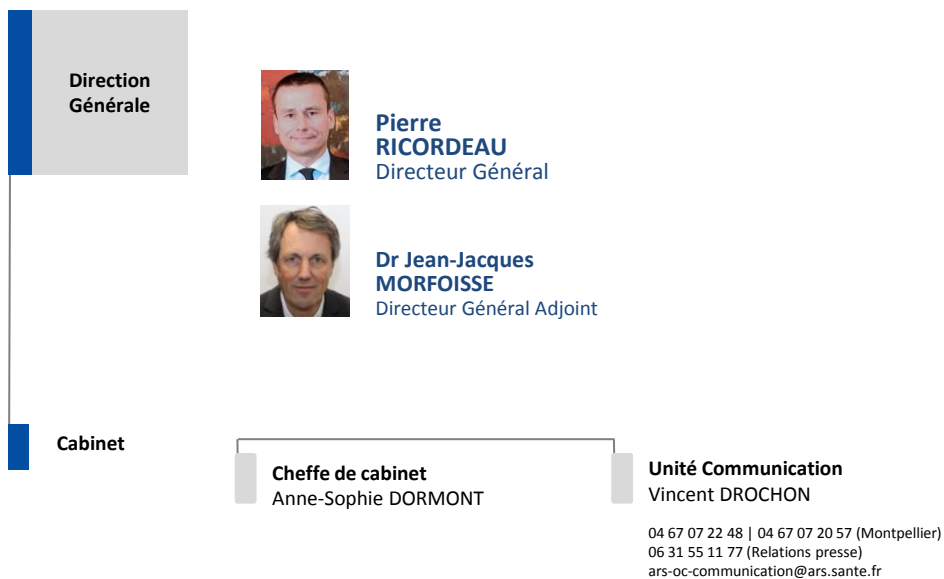 Direction
Générale
Pierre
RICORDEAU
Directeur Général
Dr Jean-Jacques
MORFOISSE
Directeur Général Adjoint
Cabinet
Cheffe de cabinet
Anne-Sophie DORMONT
Unité Communication
Vincent DROCHON
04 67 07 22 48 | 04 67 07 20 57 (Montpellier)
06 31 55 11 77 (Relations presse)
ars-oc-communication@ars.sante.fr